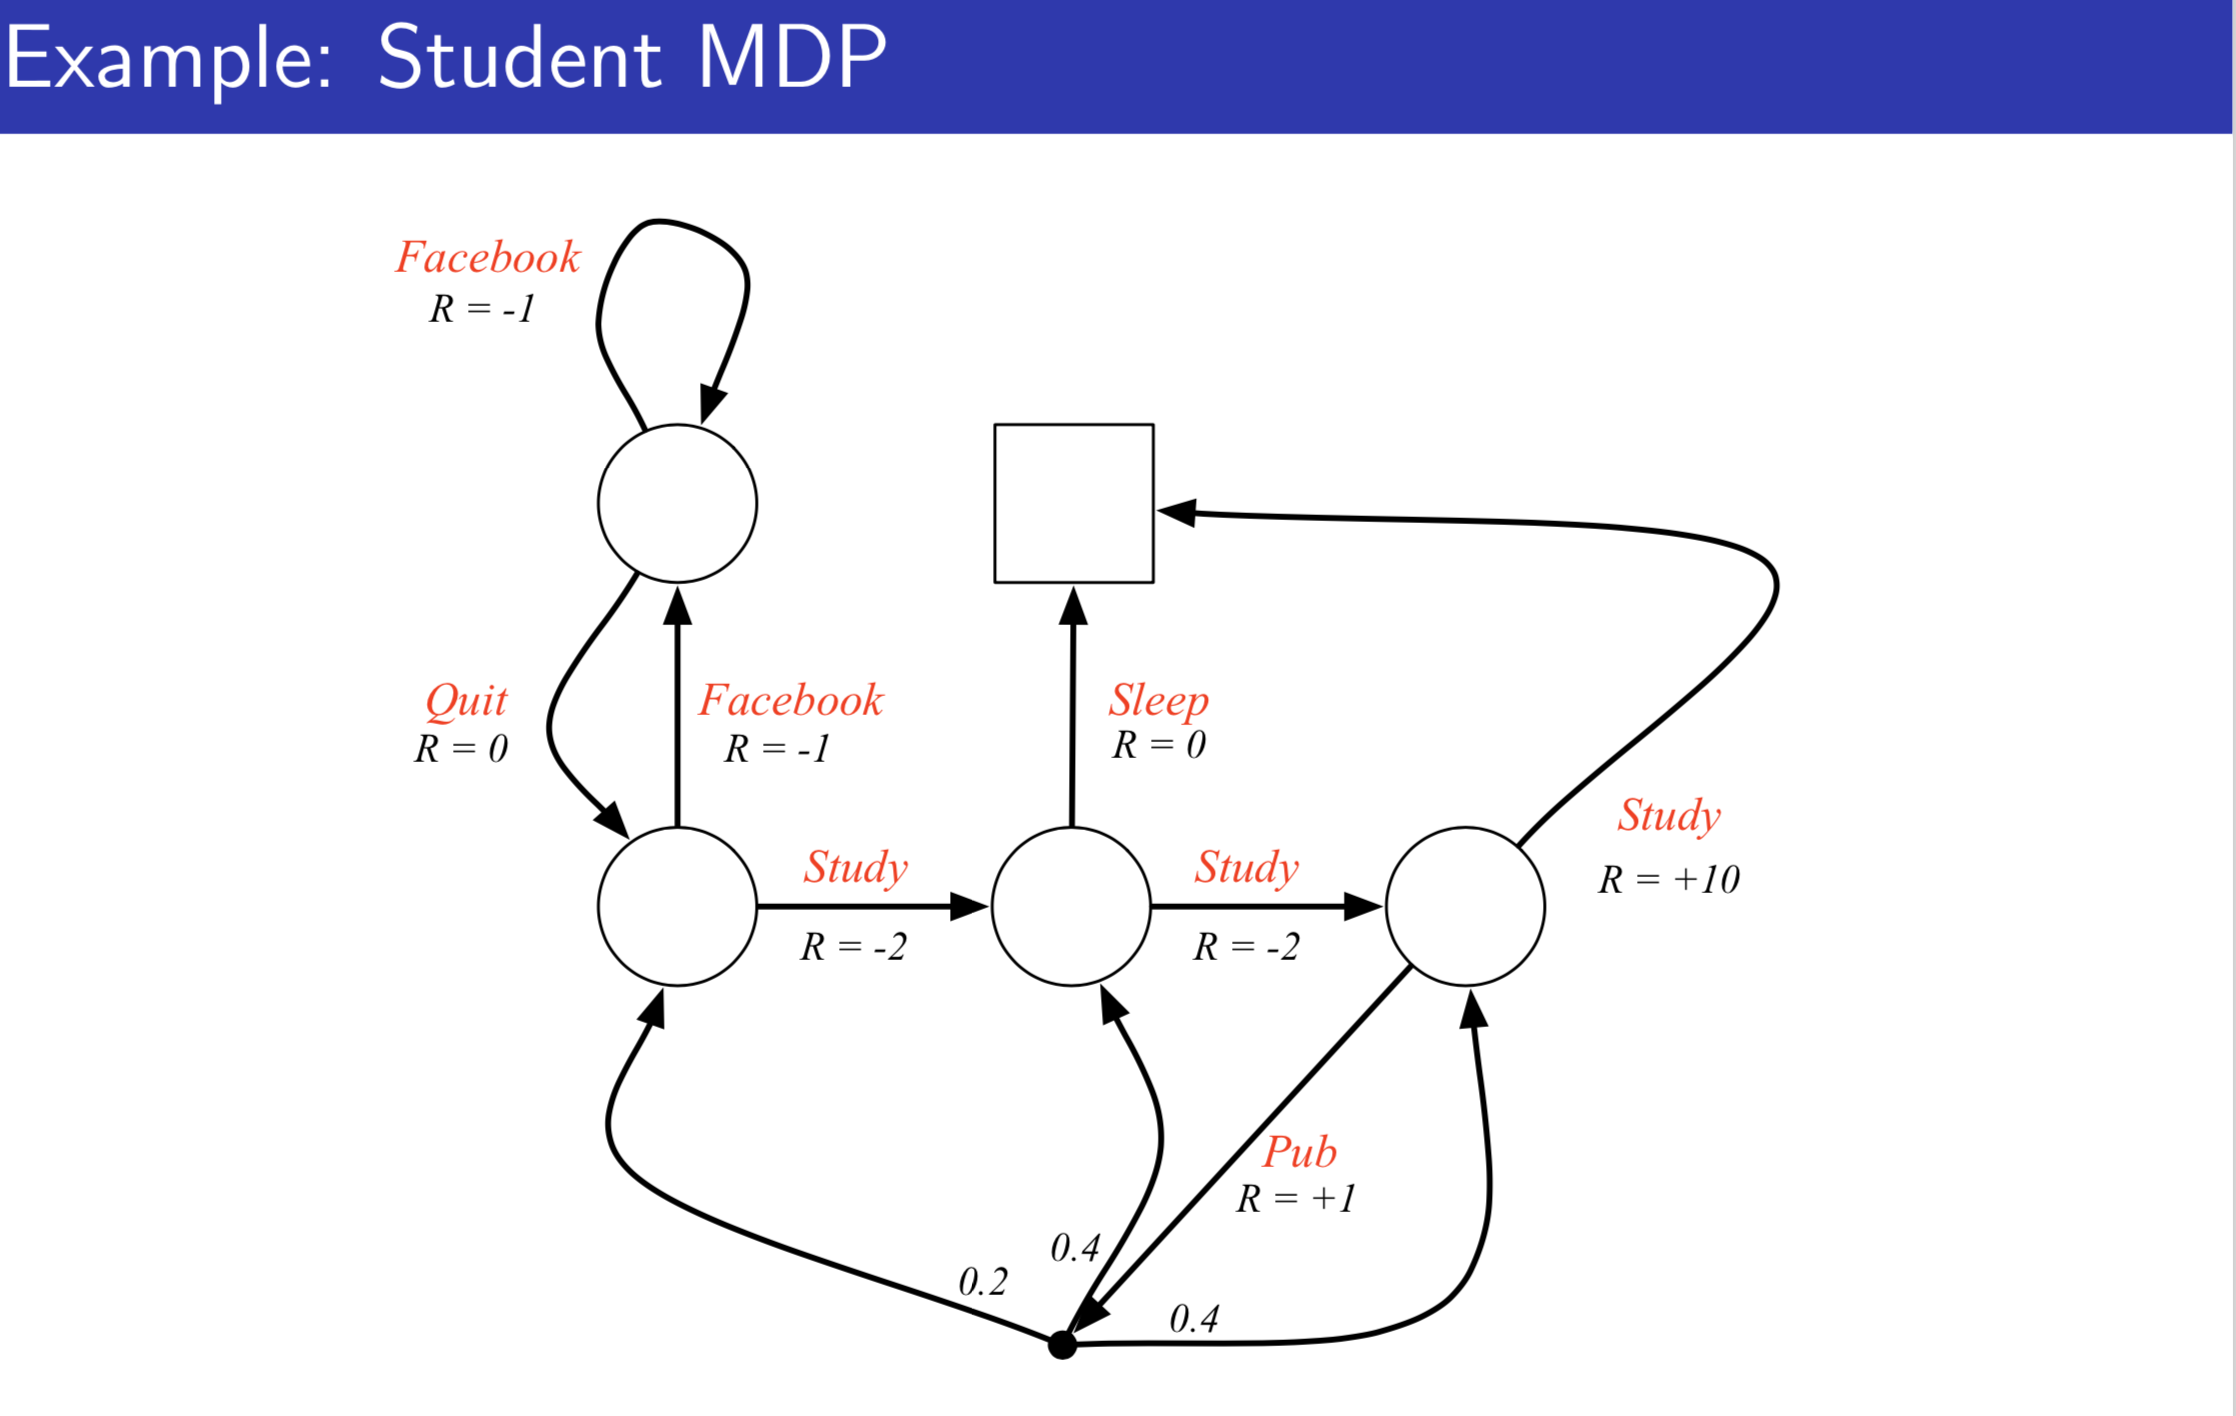 Example: Student MDP
Facebook
R = -1
Quit
R = 0
Facebook
R = -1
Sleep
R = 0
Study
R = +10
Study
R = -2
Study
R = -2
Pub
R = +1
0.4
0.2
0.4